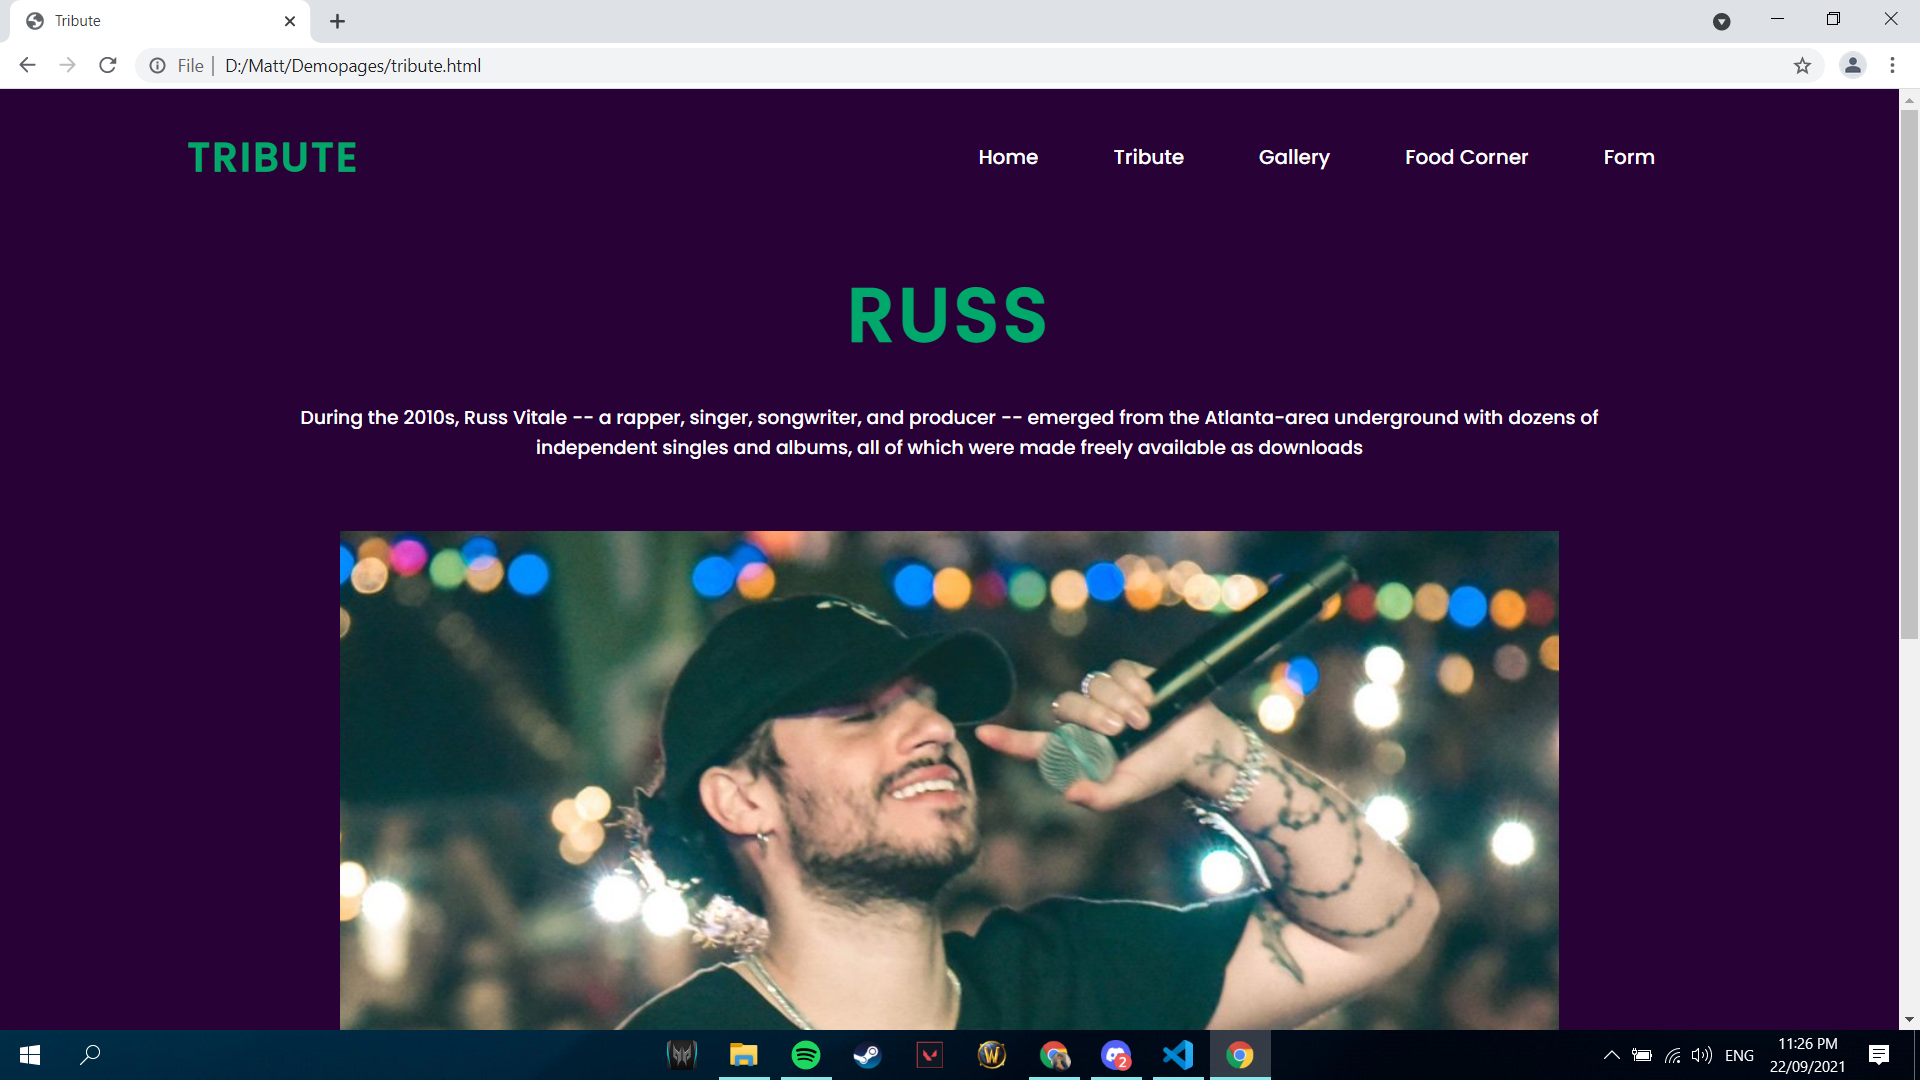 Tribute
File
D:/Matt/Demopages/tribute.html
TRIBUTE
Home
Tribute
Gallery
Food Corner
Form
RUSS
During the 2010s, Russ Vitale -- a rapper, singer, songwriter, and producer -- emerged from the Atlanta-area underground with dozens of
independent singles and albums, all of which were made freely available as downloads
W
2
ENG
11:26 PM
22/09/2021